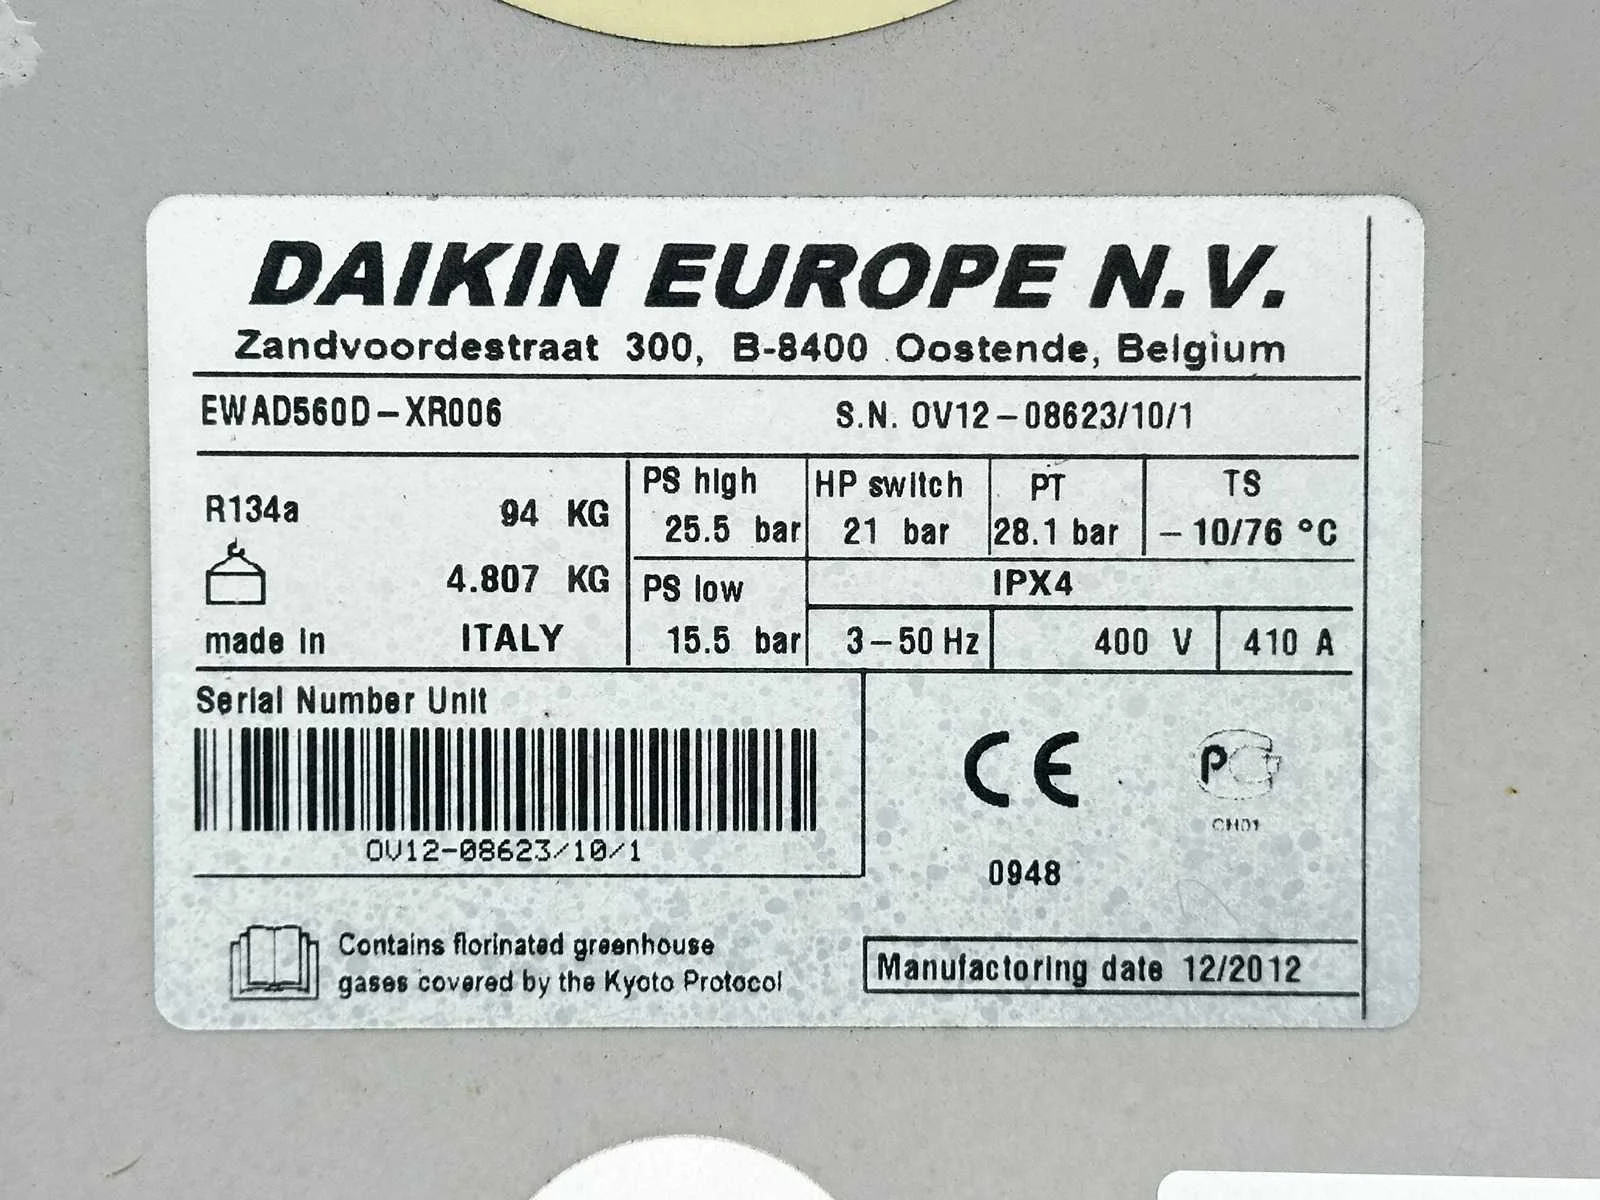 DAIKIN EUROPE N.V.
Zandvoordestraat 300, B-8400 Oostende, Belgium
EWAD560D-XR006 S.N. OV12-08623/10/1
R134a 94 KG
4.807 KG
made in ITALY
PS high
25.5 bar
HP switch
21 bar
PT
28.1 bar
TS
-10/76 °C
PS low
15.5 bar
IPX4
3-50 Hz 400 V 410 A
Serial Number Unit
OV12-08623/10/1
CE
0948
PG
CH01
Contains florinated greenhouse
gases covered by the Kyoto Protocol
Manufactoring date 12/2012